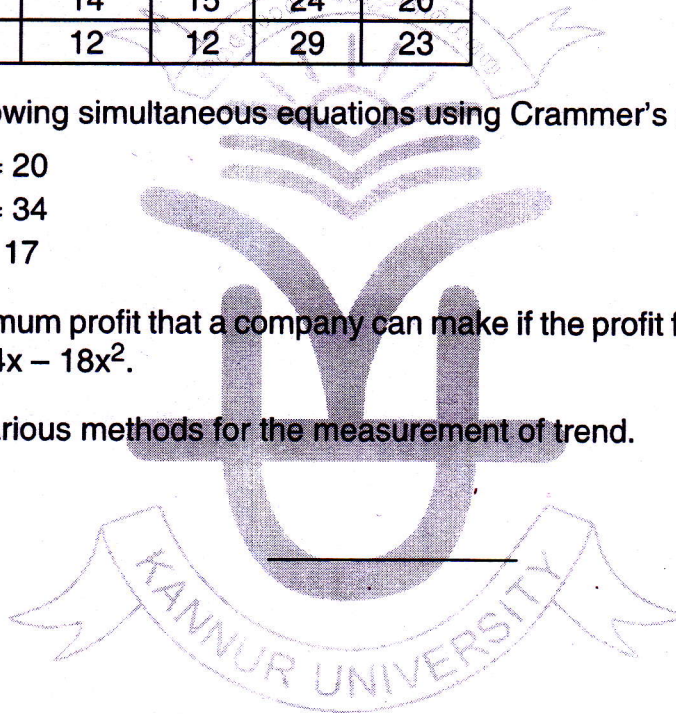 14 15 24 20
12 12 29 23
owing simultaneous equations using Crammer's
= 20
= 34
17
mum profit that a company can make if the profit f
4x – 18x².
rious methods for the measurement of trend.
KANNUR UNIVERSITY